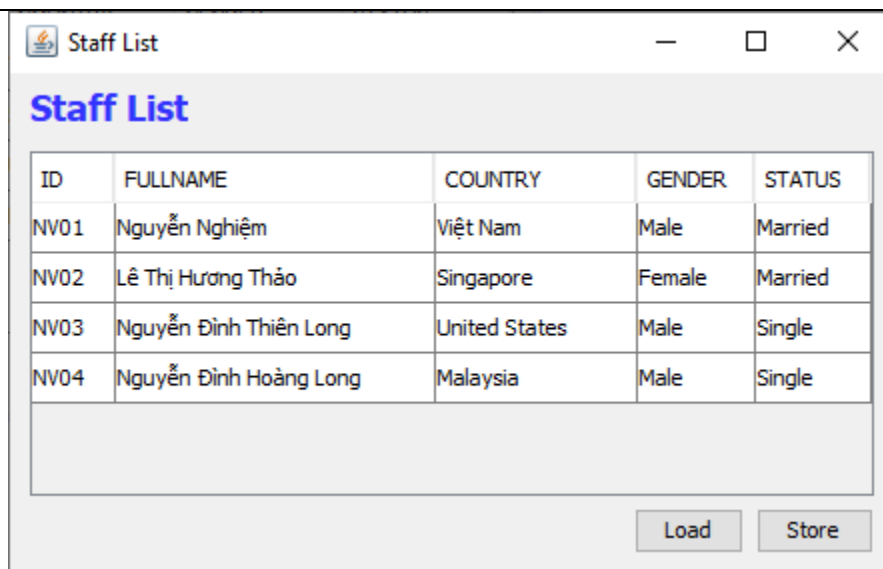 Staff List
Staff List
ID FULLNAME COUNTRY GENDER STATUS
NV01 Nguyễn Nghiệm Việt Nam Male Married
NV02 Lê Thị Hương Thảo Singapore Female Married
NV03 Nguyễn Đình Thiên Long United States Male Single
NV04 Nguyễn Đình Hoàng Long Malaysia Male Single
Load Store